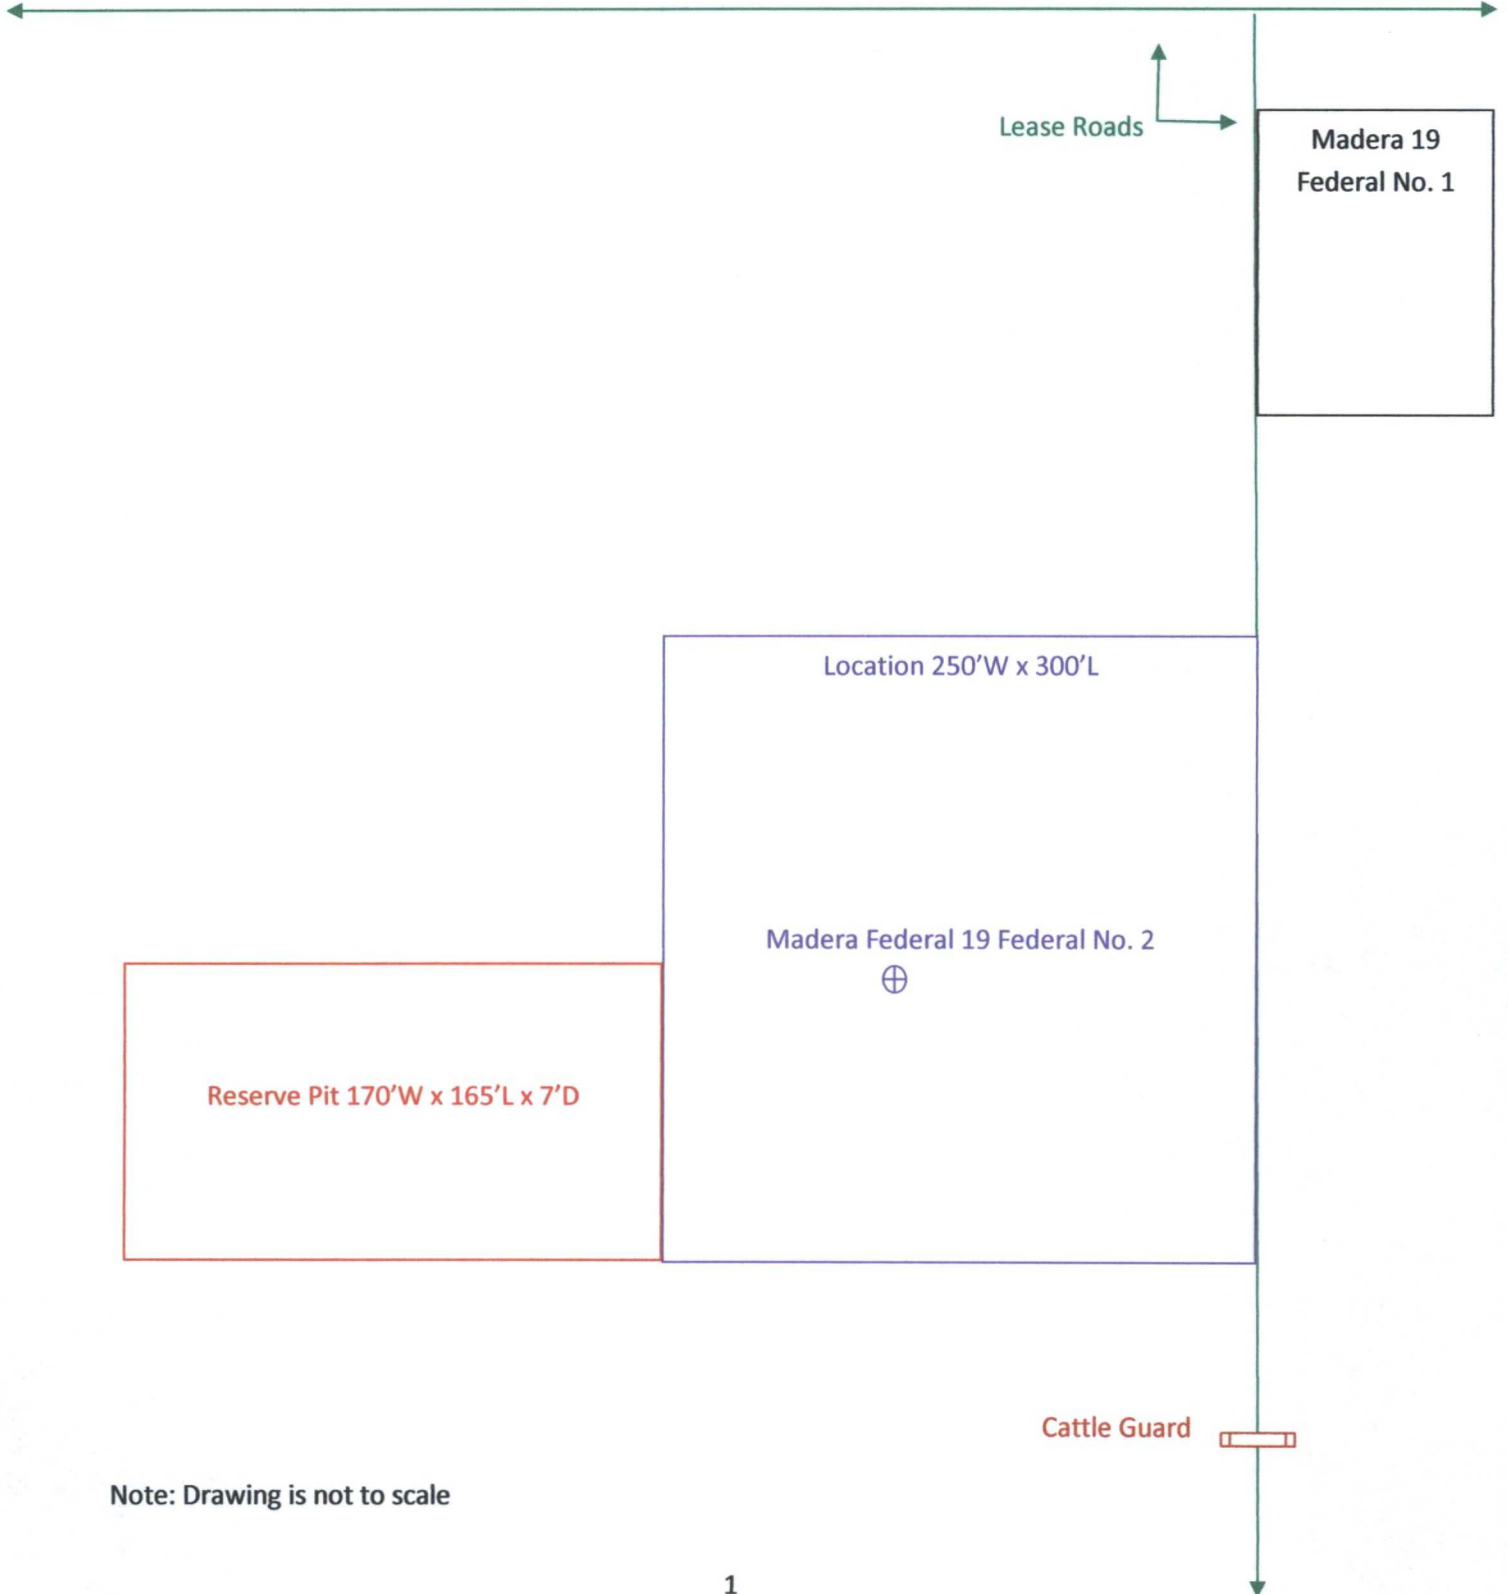 Lease Roads
Madera 19
Federal No. 1
Location 250’W x 300’L
Madera Federal 19 Federal No. 2
Reserve Pit 170’W x 165’L x 7’D
Cattle Guard
Note: Drawing is not to scale
1